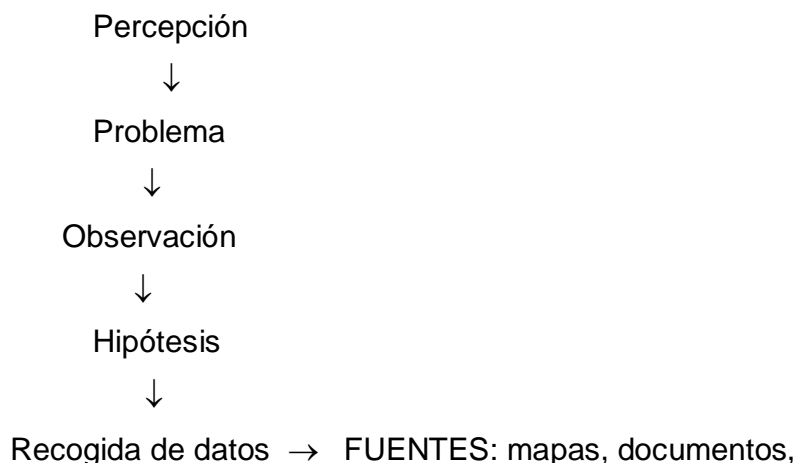 Percepción
↓
Problema
↓
Observación
↓
Hipótesis
↓
Recogida de datos → FUENTES: mapas, documentos,